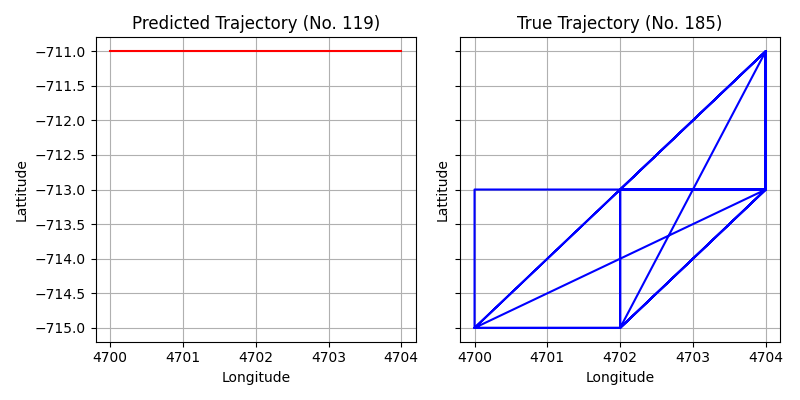 Predicted Trajectory (No. 119)
True Trajectory (No. 185)
−711.0
−711.5
−712.0
−712.5
−713.0
−713.5
−714.0
−714.5
−715.0
Lattitude
Lattitude
4700 4701 4702 4703 4704
4700 4701 4702 4703 4704
Longitude
Longitude